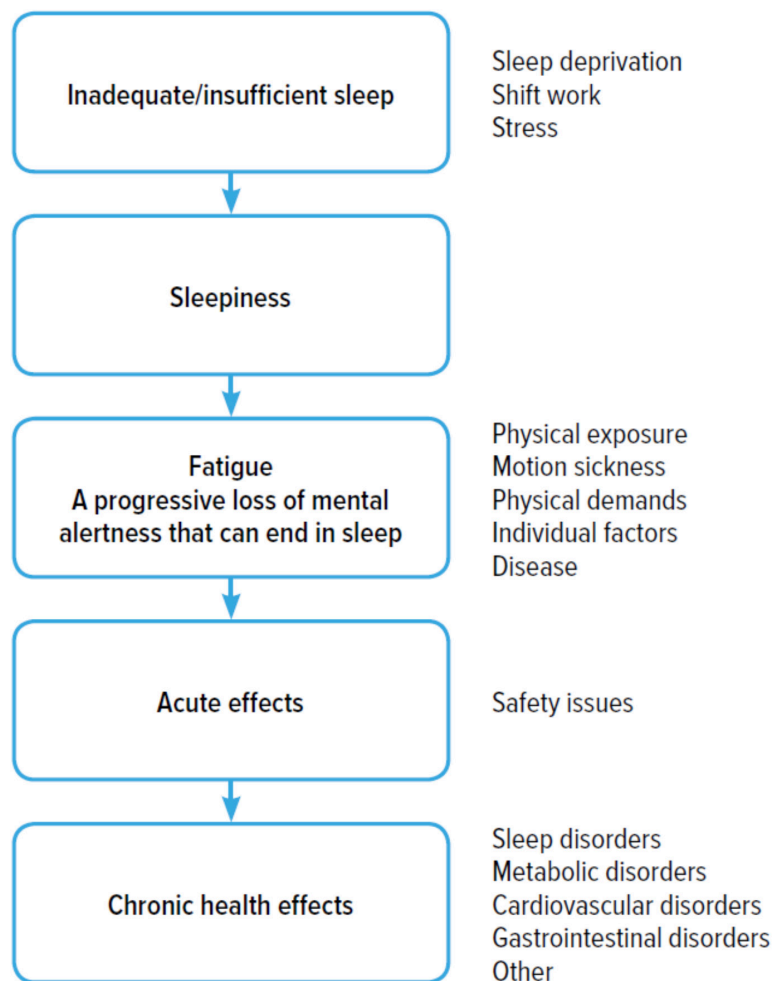 Inadequate/insufficient sleep
Sleep deprivation
Shift work
Stress
Sleepiness
Fatigue
A progressive loss of mental
alertness that can end in sleep
Physical exposure
Motion sickness
Physical demands
Individual factors
Disease
Acute effects
Safety issues
Chronic health effects
Sleep disorders
Metabolic disorders
Cardiovascular disorders
Gastrointestinal disorders
Other